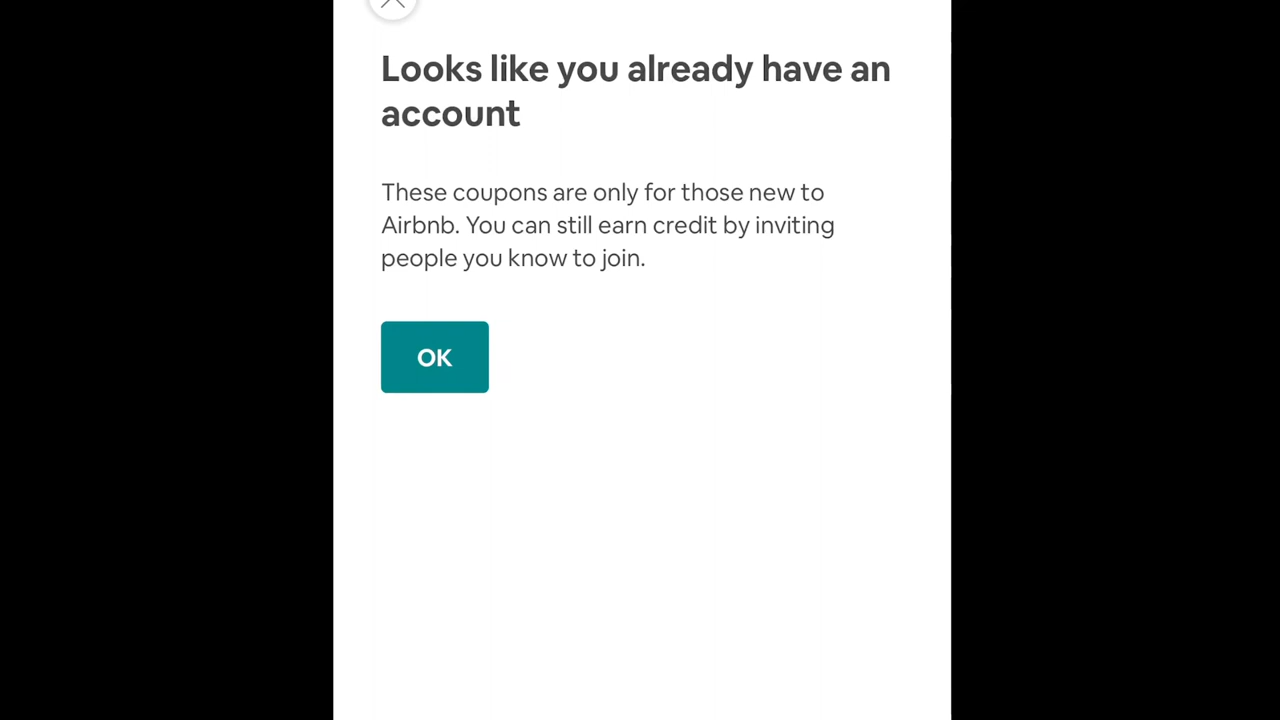 Looks like you already have an
account
These coupons are only for those new to
Airbnb. You can still earn credit by inviting
people you know to join.
OK